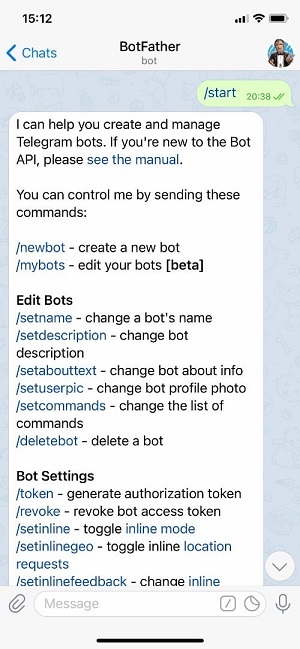 15:12
Chats
BotFather
bot
/start 20:38
I can help you create and manage
Telegram bots. If you're new to the Bot
API, please see the manual.
You can control me by sending these
commands:
/newbot - create a new bot
/mybots - edit your bots [beta]
Edit Bots
/setname - change a bot's name
/setdescription - change bot
description
/setabouttext - change bot about info
/setuserpic - change bot profile photo
/setcommands - change the list of
commands
/deletebot - delete a bot
Bot Settings
/token - generate authorization token
/revoke - revoke bot access token
/setinline - toggle inline mode
/setinlinegeo - toggle inline location
requests
/setinlinefeedback - change inline
Message